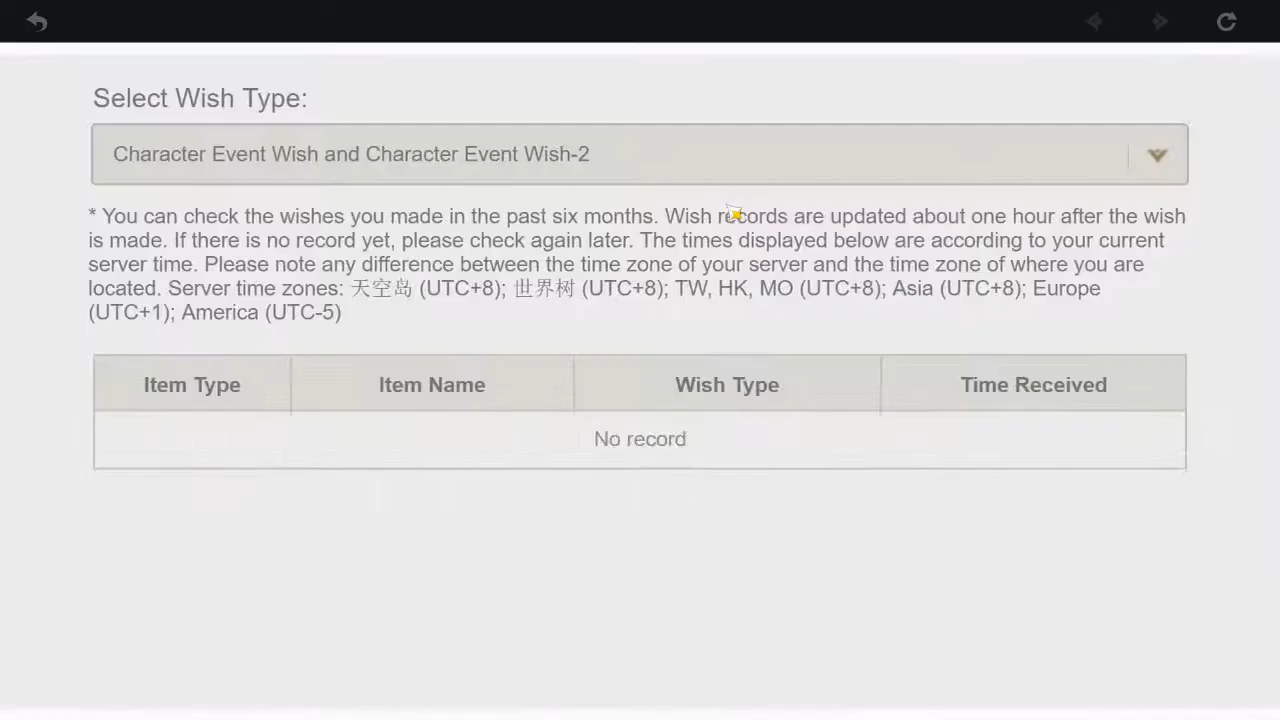 Select Wish Type:
Character Event Wish and Character Event Wish-2
* You can check the wishes you made in the past six months. Wish records are updated about one hour after the wish
is made. If there is no record yet, please check again later. The times displayed below are according to your current
server time. Please note any difference between the time zone of your server and the time zone of where you are
located. Server time zones: 天空岛 (UTC+8); 世界树 (UTC+8); TW, HK, MO (UTC+8); Asia (UTC+8); Europe
(UTC+1); America (UTC-5)
Item Type Item Name Wish Type Time Received
No record